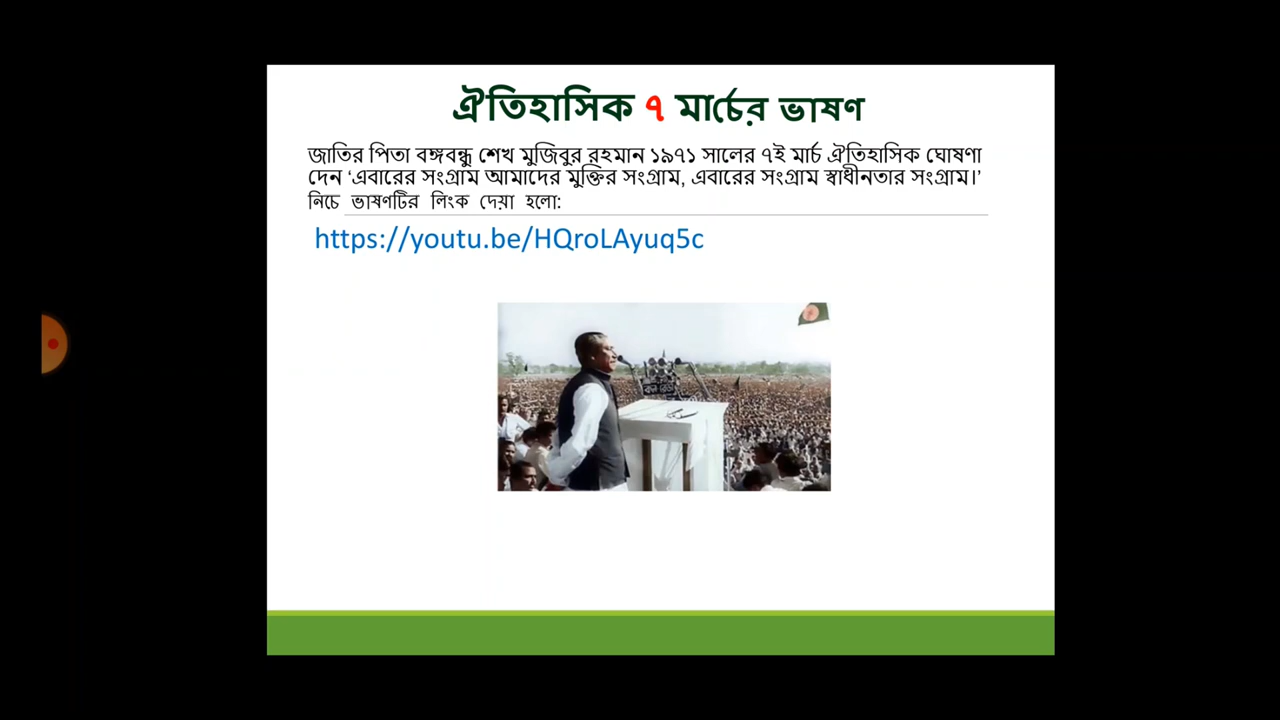 ঐতিহাসিক ৭ মার্চের ভাষণ
জাতির পিতা বঙ্গবন্ধু শেখ মুজিবুর রহমান ১৯৭১ সালের ৭ই মার্চ ঐতিহাসিক ঘোষণা
দেন ‘এবারের সংগ্রাম আমাদের মুক্তির সংগ্রাম, এবারের সংগ্রাম স্বাধীনতার সংগ্রাম।’
নিচে ভাষণটির লিংক দেয়া হলো:
https://youtu.be/HQroLAyuq5c